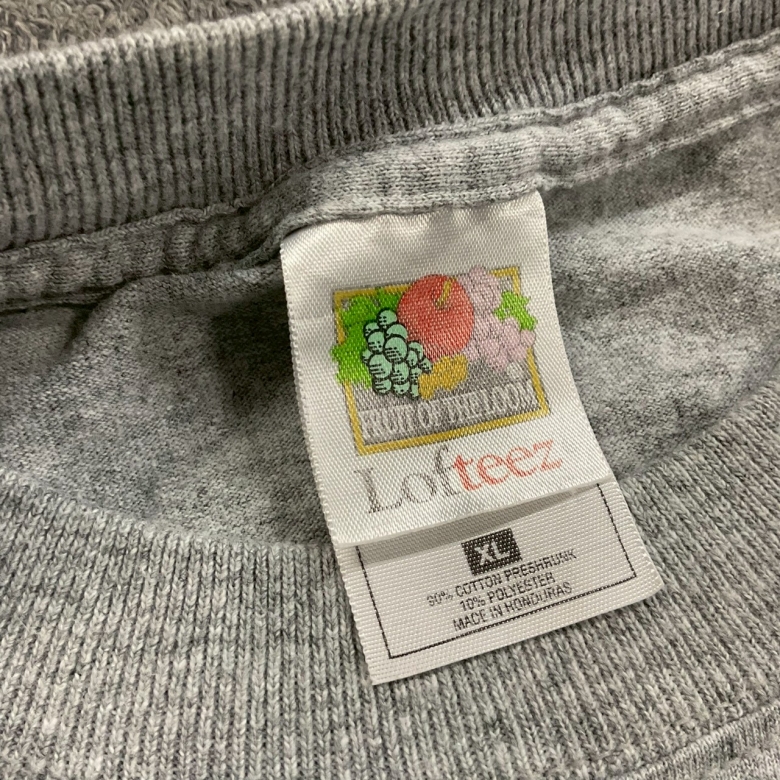 FRUIT OF THE LOOM
Lofteez
XL
90% COTTON PRESHRUNK
10% POLYESTER
MADE IN HONDURAS